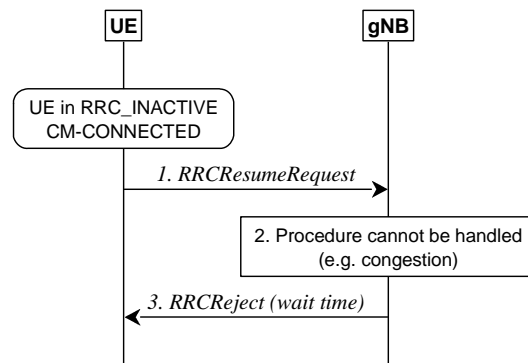 UE
gNB
UE in RRC_INACTIVE
CM-CONNECTED
1. RRCResumeRequest
2. Procedure cannot be handled
(e.g. congestion)
3. RRCReject (wait time)